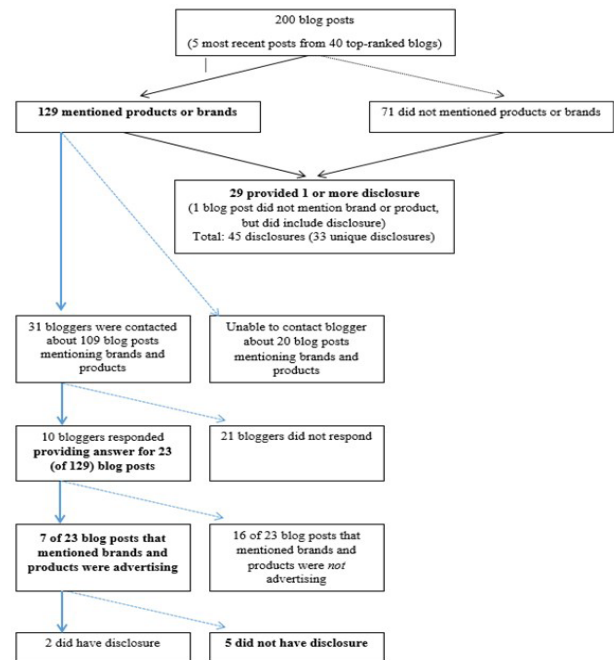 200 blog posts
(5 most recent posts from 40 top-ranked blogs)
129 mentioned products or brands
71 did not mentioned products or brands
29 provided 1 or more disclosure
(1 blog post did not mention brand or product,
but did include disclosure)
Total: 45 disclosures (33 unique disclosures)
31 bloggers were contacted
about 109 blog posts
mentioning brands and
products
Unable to contact blogger
about 20 blog posts
mentioning brands and
products
10 bloggers responded
providing answer for 23
(of 129) blog posts
21 bloggers did not respond
7 of 23 blog posts that
mentioned brands and
products were advertising
16 of 23 blog posts that
mentioned brands and
products were not
advertising
2 did have disclosure
5 did not have disclosure